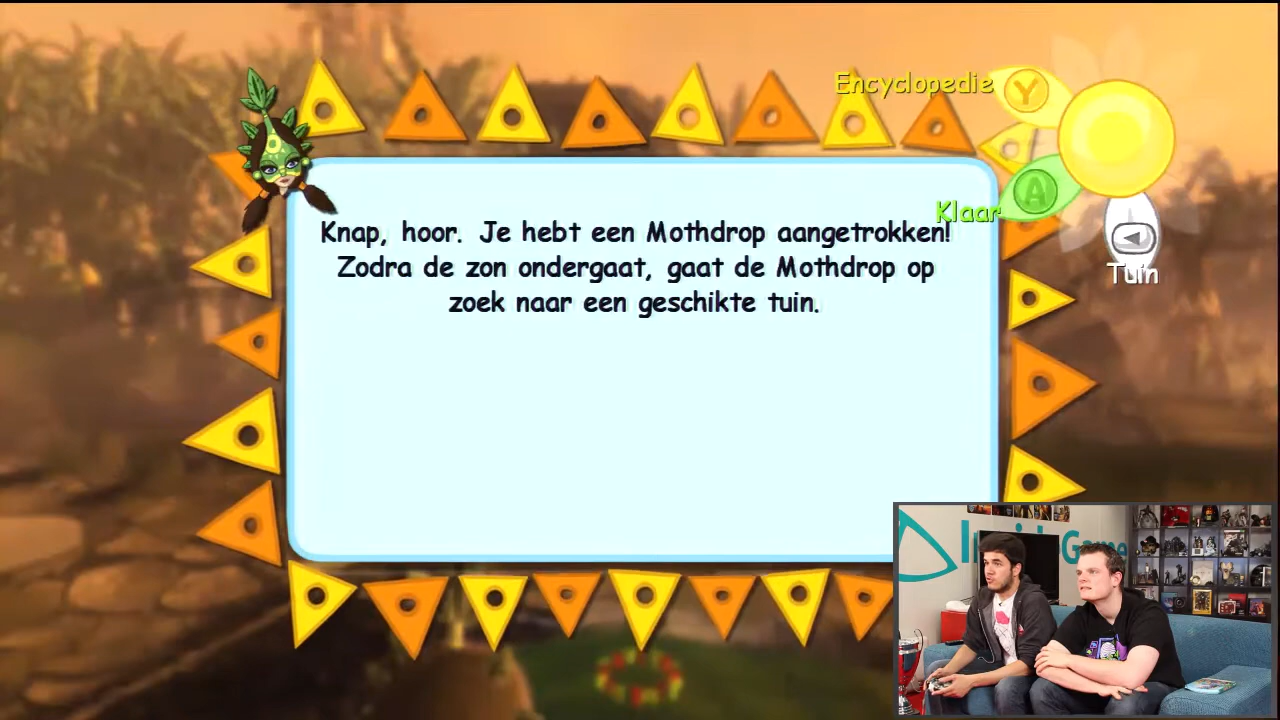 Encyclopedie Y
Klaar A
Tuin
Knap, hoor. Je hebt een Mothdrop aangetrokken!
Zodra de zon ondergaat, gaat de Mothdrop op
zoek naar een geschikte tuin.